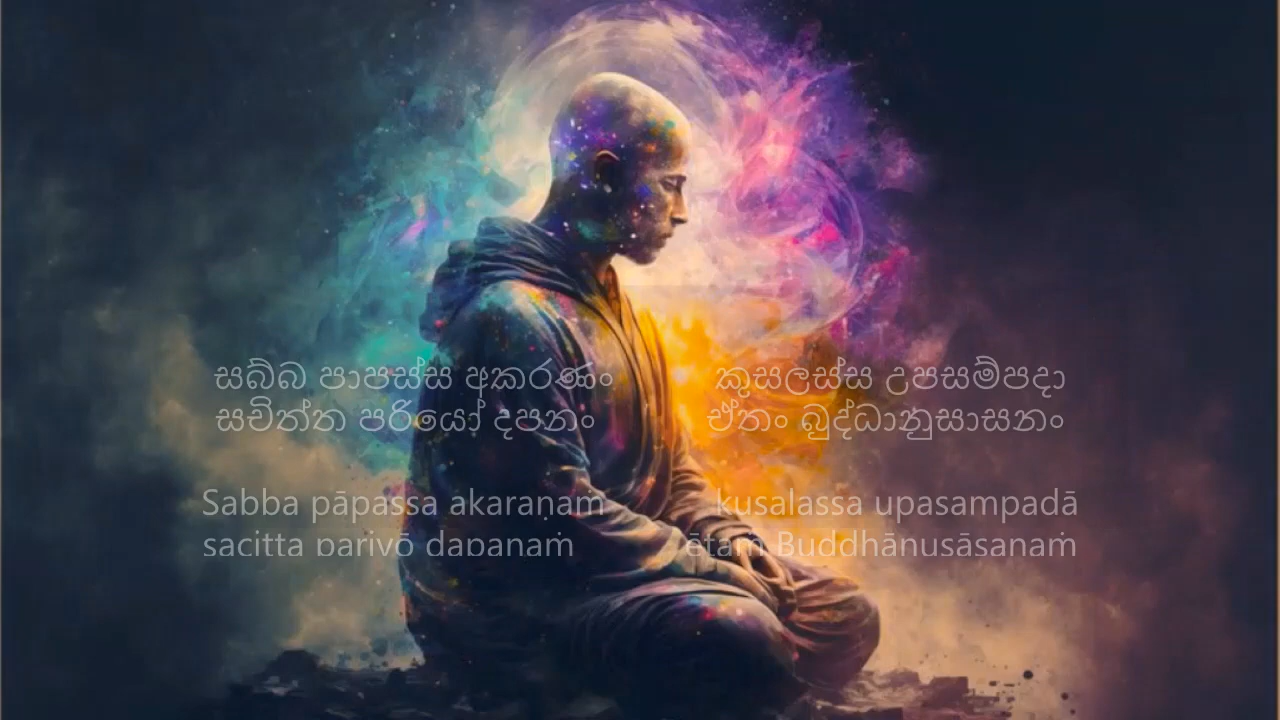 සබ්බ පාපස්ස අකරණං කුසලස්ස උපසම්පදා
සචිත්ත පරියෝ දපනං ඒතං බුද්ධානුසාසනං
Sabba pāpassa akaraṇaṃ kusalassa upasampadā
sacitta pariyō dapanaṁ ētaṁ Buddhānusāsanaṁ